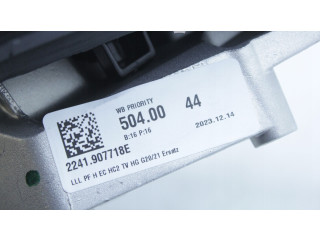 WB PRIORITY
504.00 44
B:16 P:16 2023.12.14
2241.907718E
LLL PF H EC HC2 TV HG G20/21 Ersatz